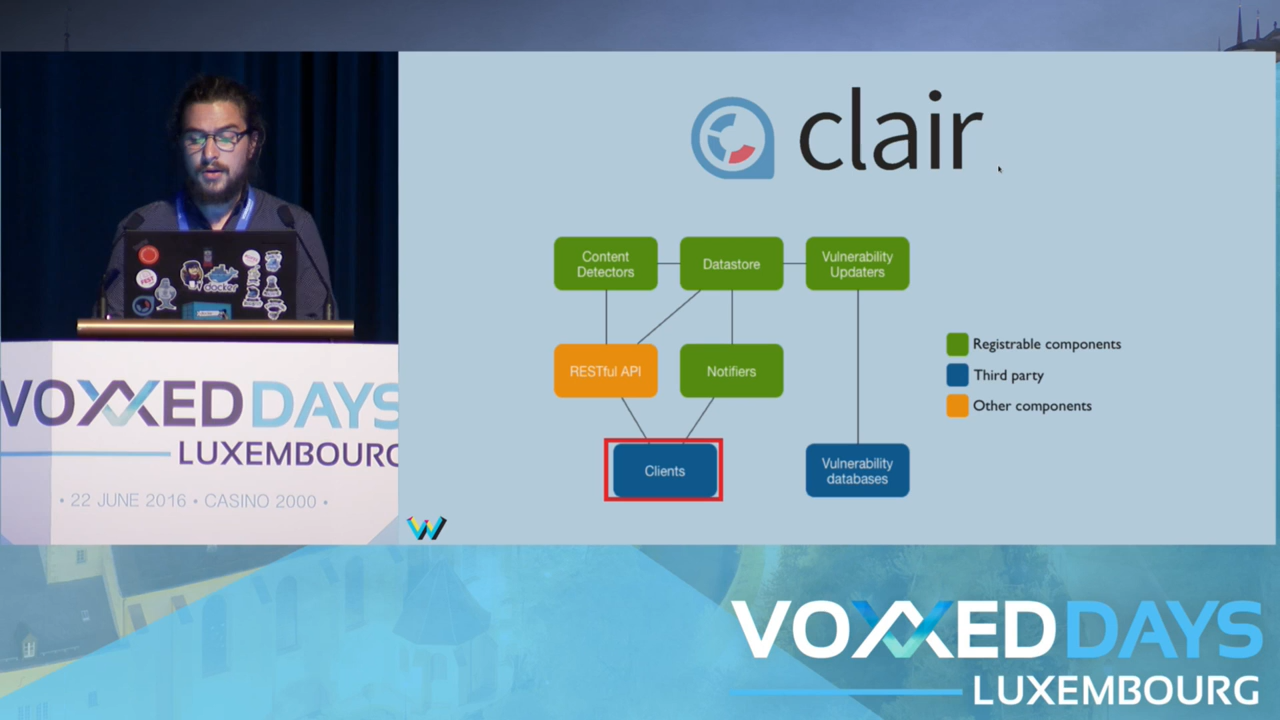 clair
Content
Detectors
Datastore
Vulnerability
Updaters
RESTful API
Notifiers
Registrable components
Third party
Other components
Clients
Vulnerability
databases
docker
VOXXED DAYS
LUXEMBOURG
• 22 JUNE 2016 • CASINO 2000 •
VOXXED DAYS
LUXEMBOURG